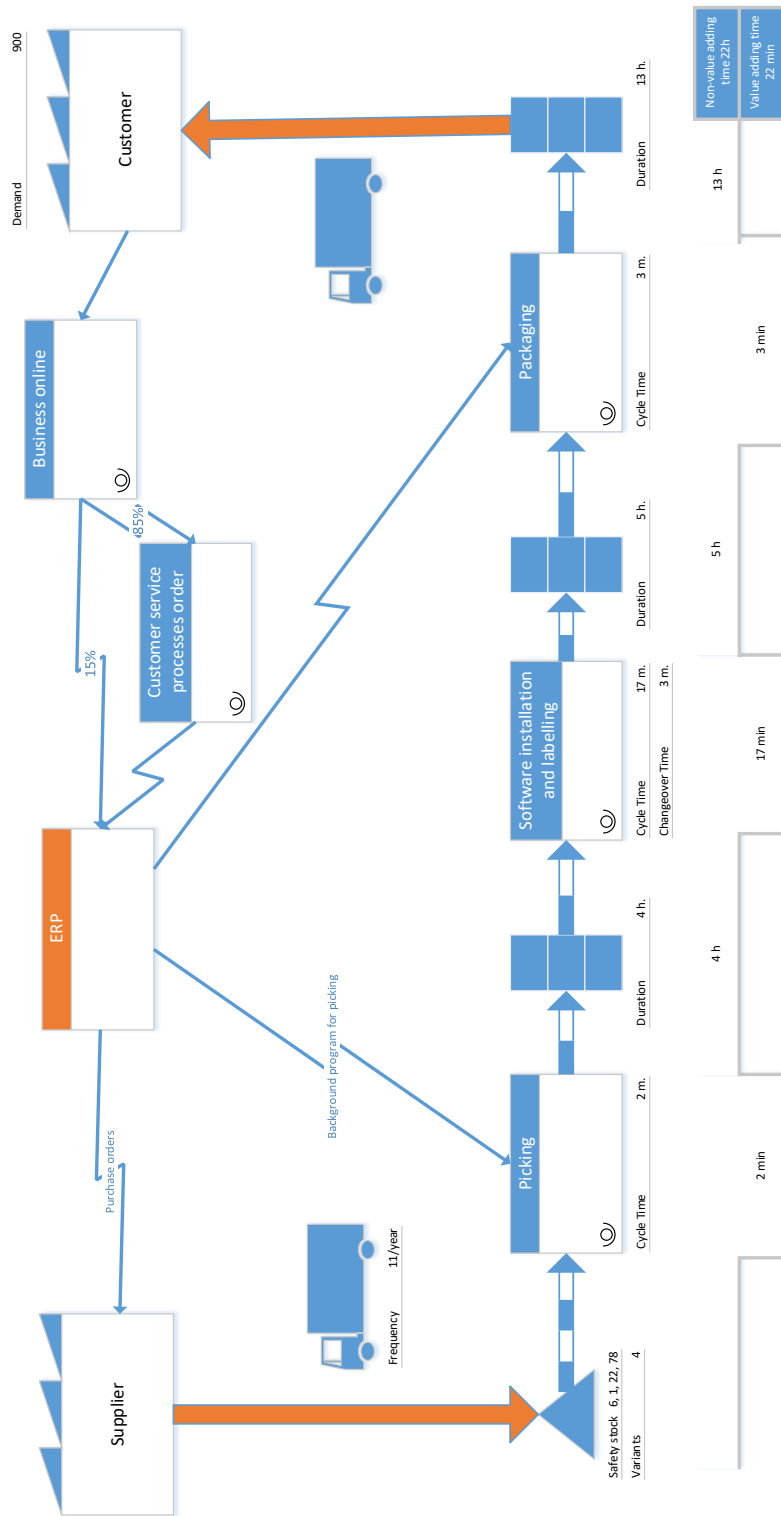 Supplier
Purchase orders
ERP
15%
85%
Business online
Customer service
processes order
Customer
Demand 900
Frequency 11/year
Background program for picking
Safety stock 6, 1, 22, 78
Variants 4
Picking
Cycle Time 2 m.
Duration 4 h.
Software installation
and labelling
Cycle Time 17 m.
Changeover Time 3 m.
Duration 5 h.
Packaging
Cycle Time 3 m.
Duration 13 h.
2 min
4 h
17 min
5 h
3 min
13 h
Non-value adding
time 22h
Value adding time
22 min